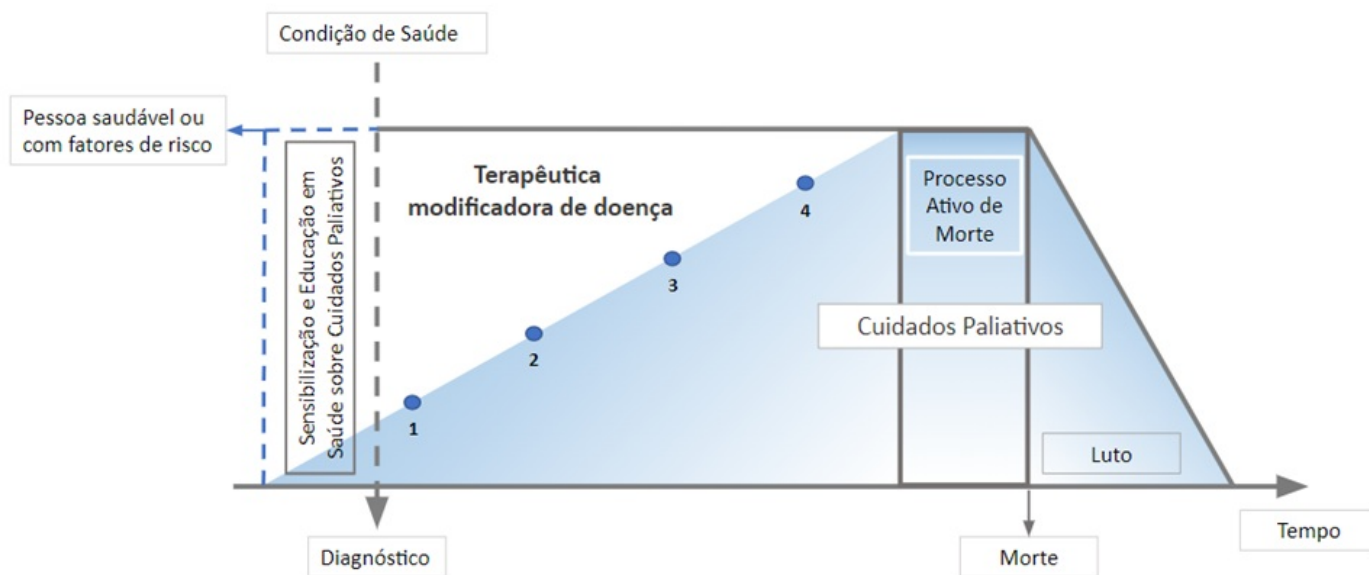 Condição de Saúde
Pessoa saudável ou
com fatores de risco
Sensibilização e Educação em
Saúde sobre Cuidados Paliativos
Terapêutica
modificadora de doença
1
2
3
4
Processo
Ativo de
Morte
Cuidados Paliativos
Luto
Diagnóstico
Morte
Tempo